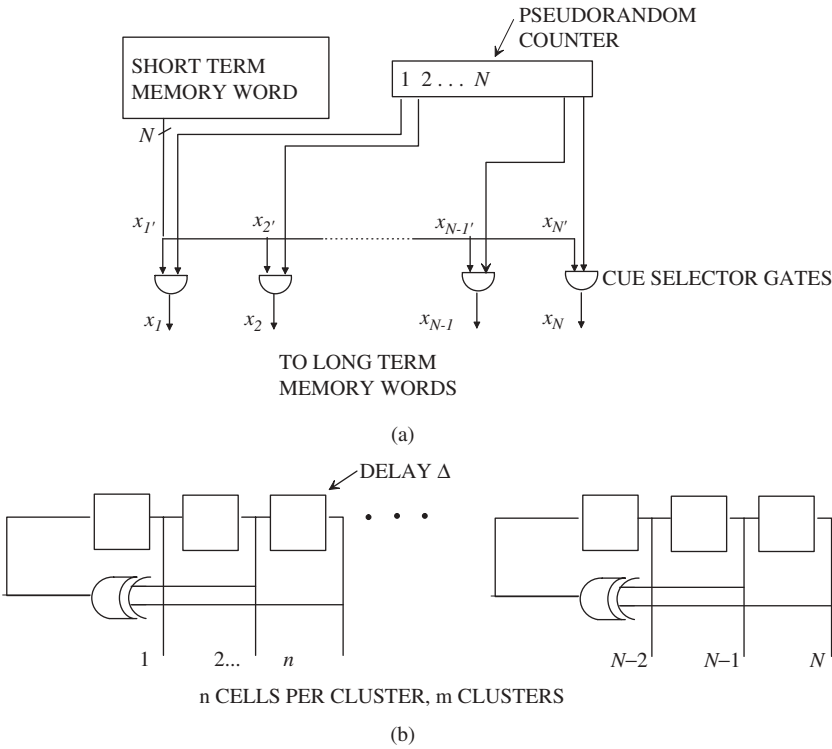 PSEUDORANDOM
COUNTER
SHORT TERM
MEMORY WORD
1 2 . . . N
N
x1' x2' xN-1' xN'
CUE SELECTOR GATES
x1 x2 xN-1 xN
TO LONG TERM
MEMORY WORDS
(a)
DELAY Δ
• • •
1 2... n N–2 N–1 N
n CELLS PER CLUSTER, m CLUSTERS
(b)